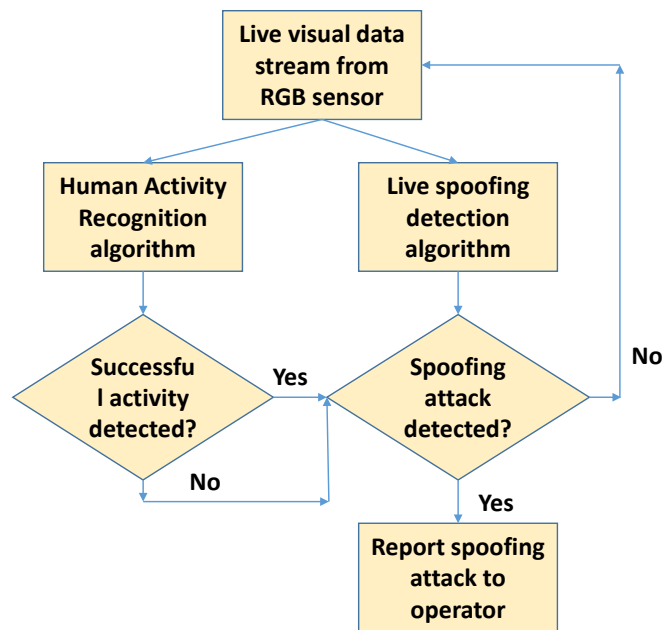 Live visual data
stream from
RGB sensor
Human Activity
Recognition
algorithm
Live spoofing
detection
algorithm
Successfu
l activity
detected?
Yes
Spoofing
attack
detected?
No
No
Yes
Report spoofing
attack to
operator